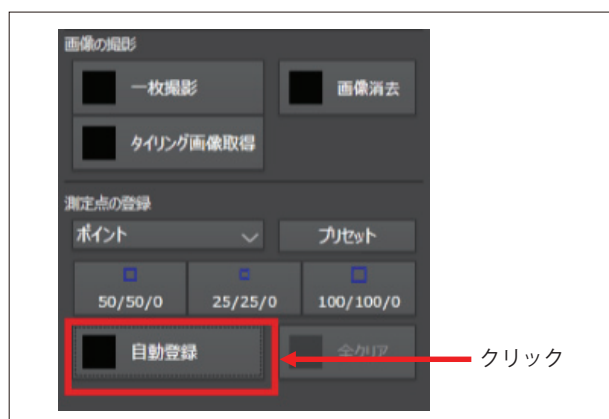 画像の撮影
一枚撮影 画像消去
タイリング画像取得
測定点の登録
ポイント プリセット
50/50/0 25/25/0 100/100/0
自動登録 全クリア クリック